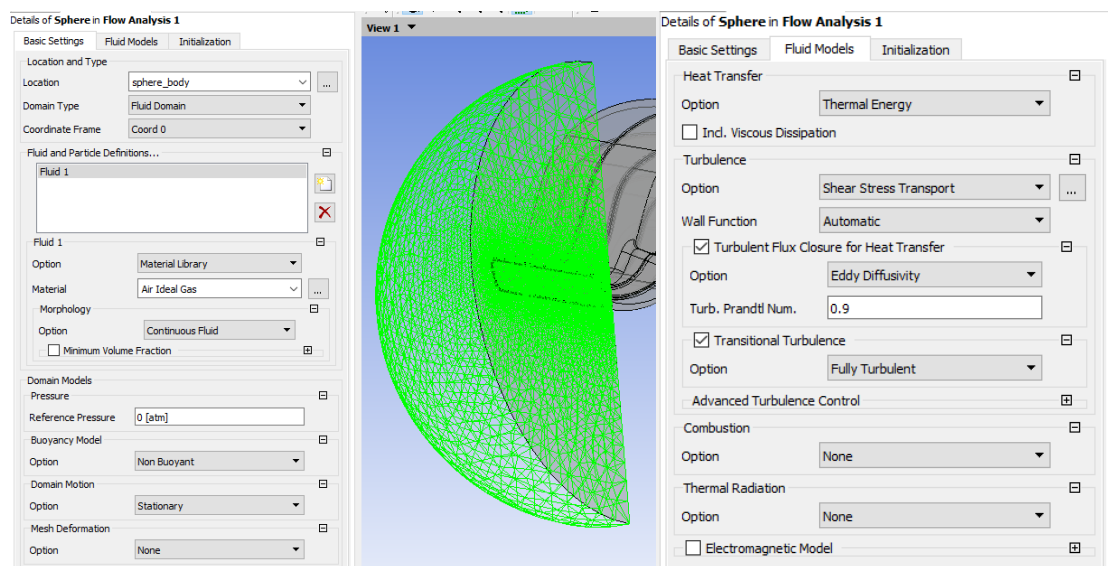 Details of Sphere in Flow Analysis 1
Basic Settings Fluid Models Initialization
Location and Type
Location sphere_body ...
Domain Type Fluid Domain
Coordinate Frame Coord 0
Fluid and Particle Definitions...
Fluid 1
Fluid 1
Option Material Library
Material Air Ideal Gas ...
Morphology
Option Continuous Fluid
Minimum Volume Fraction
Domain Models
Pressure
Reference Pressure 0 [atm]
Buoyancy Model
Option Non Buoyant
Domain Motion
Option Stationary
Mesh Deformation
Option None
View 1
Details of Sphere in Flow Analysis 1
Basic Settings Fluid Models Initialization
Heat Transfer
Option Thermal Energy
Incl. Viscous Dissipation
Turbulence
Option Shear Stress Transport ...
Wall Function Automatic
Turbulent Flux Closure for Heat Transfer
Option Eddy Diffusivity
Turb. Prandtl Num. 0.9
Transitional Turbulence
Option Fully Turbulent
Advanced Turbulence Control
Combustion
Option None
Thermal Radiation
Option None
Electromagnetic Model